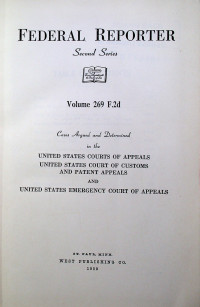 FEDERAL REPORTER
Second Series
Volume 269 F.2d
Cases Argued and Determined
in the
UNITED STATES COURTS OF APPEALS
UNITED STATES COURT OF CUSTOMS
AND PATENT APPEALS
AND
UNITED STATES EMERGENCY COURT OF APPEALS
ST. PAUL, MINN.
WEST PUBLISHING CO.
1959